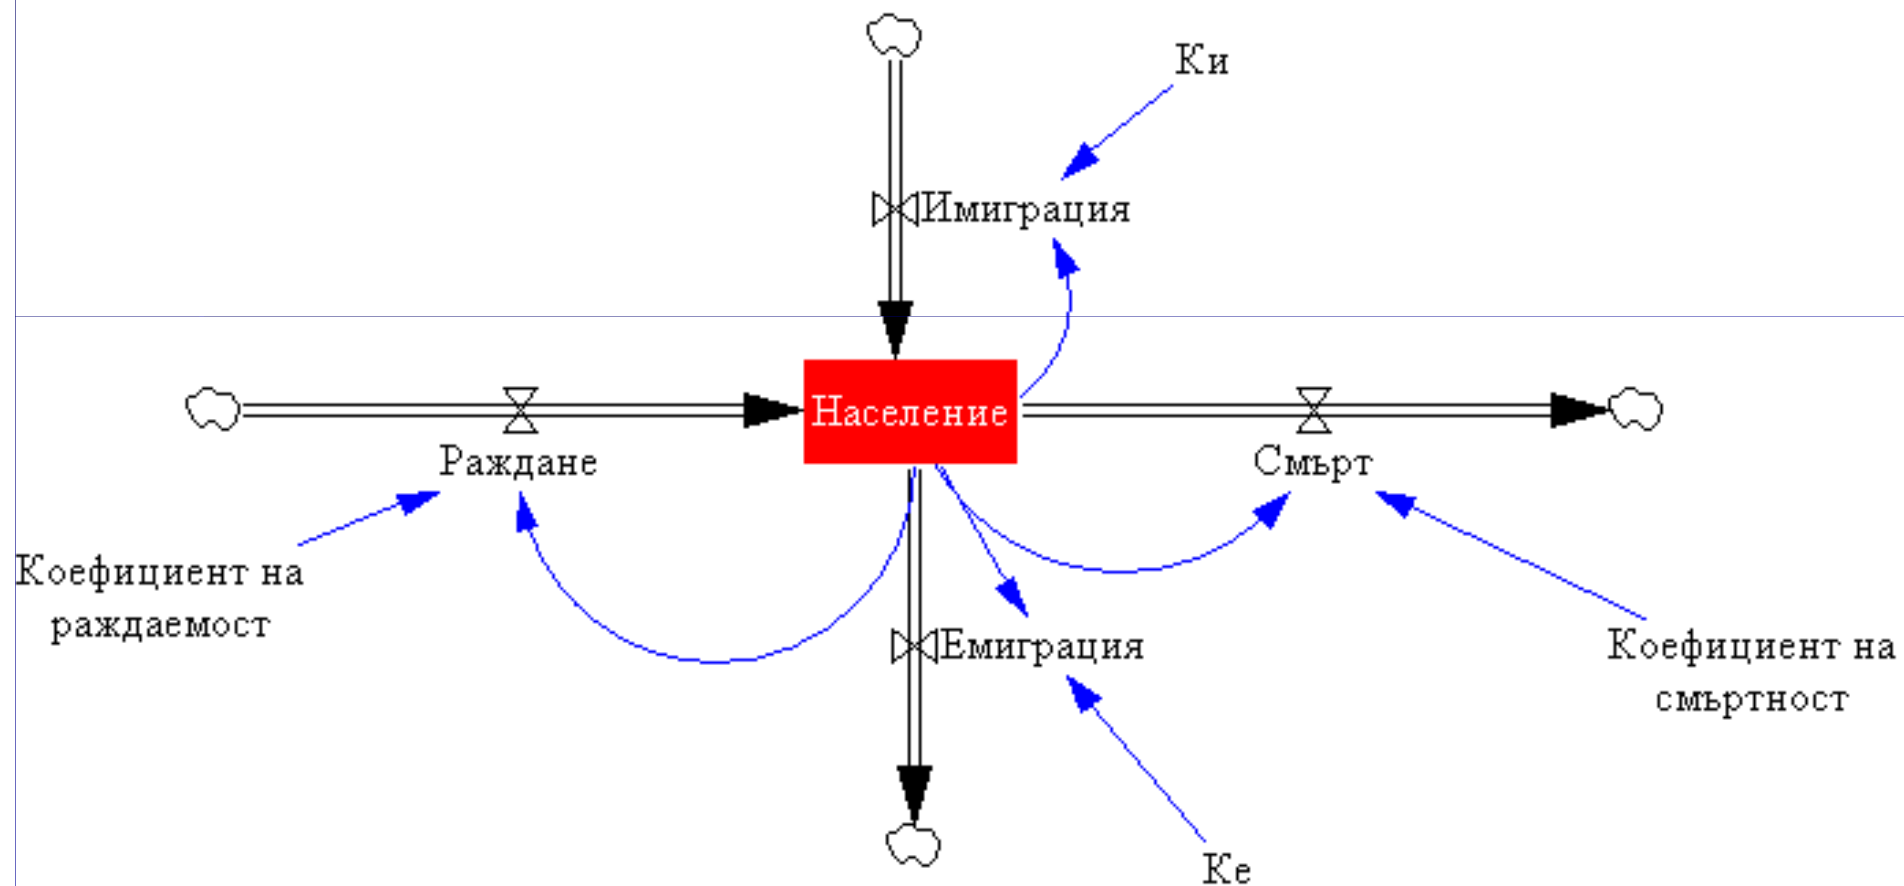 Ки
Имиграция
Население
Раждане
Смърт
Коефициент на
раждаемост
Емиграция
Коефициент на
смъртност
Ке